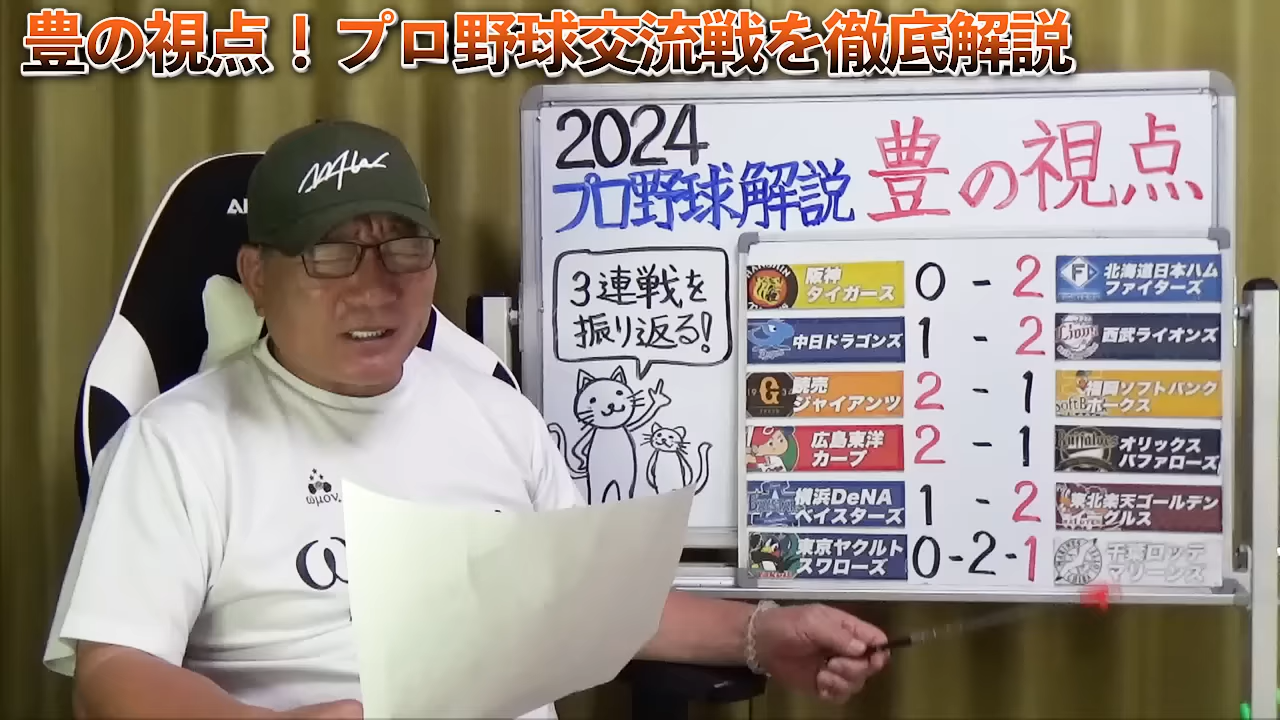 豊の視点！プロ野球交流戦を徹底解説
2024
プロ野球解説
豊の視点
3連戦を
振り返る!
阪神
タイガース
0 - 2
北海道日本ハム
ファイターズ
中日ドラゴンズ
1 - 2
西武ライオンズ
読売
ジャイアンツ
2 - 1
福岡ソフトバンク
ホークス
広島東洋
カープ
2 - 1
オリックス
バファローズ
横浜DeNA
ベイスターズ
1 - 2
東北楽天ゴールデン
グルス
東京ヤクルト
スワローズ
0-2-1
千葉ロッテ
マリーンズ
ωμον.
ω